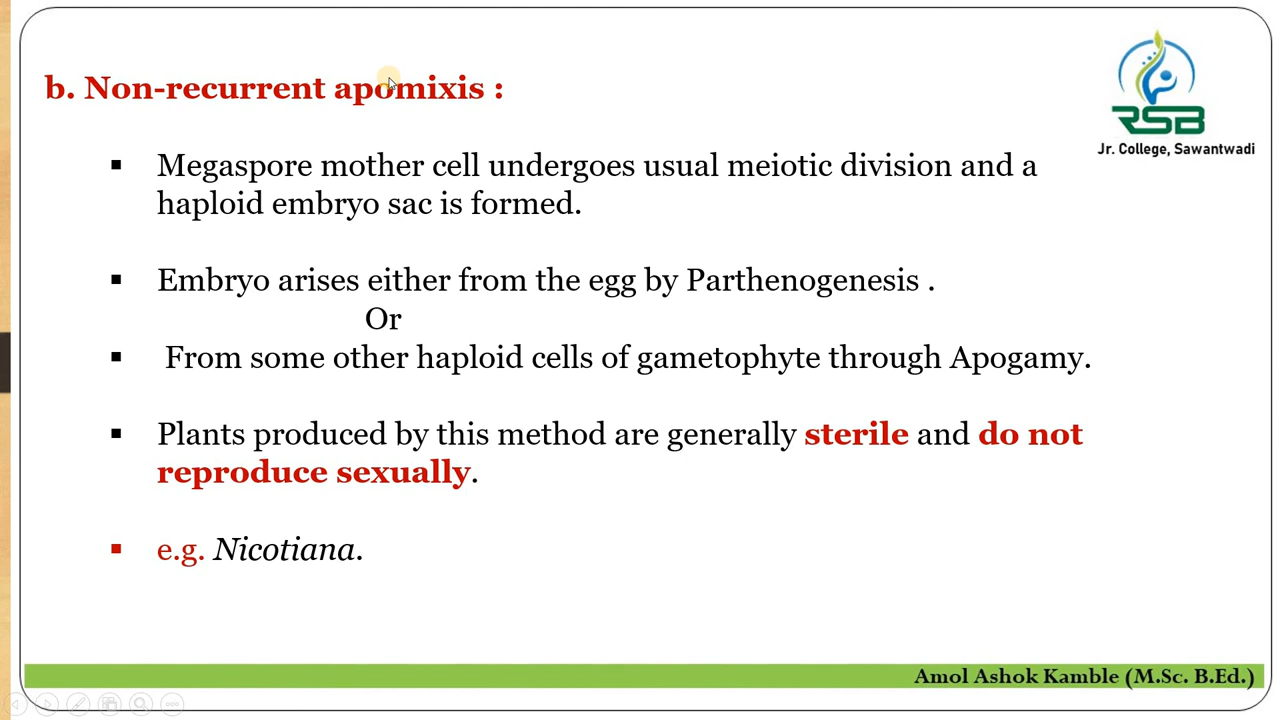 b. Non-recurrent apomixis :
RSB
Jr. College, Sawantwadi
▪ Megaspore mother cell undergoes usual meiotic division and a
haploid embryo sac is formed.
▪ Embryo arises either from the egg by Parthenogenesis .
Or
▪ From some other haploid cells of gametophyte through Apogamy.
▪ Plants produced by this method are generally sterile and do not
reproduce sexually.
▪ e.g. Nicotiana.
Amol Ashok Kamble (M.Sc. B.Ed.)